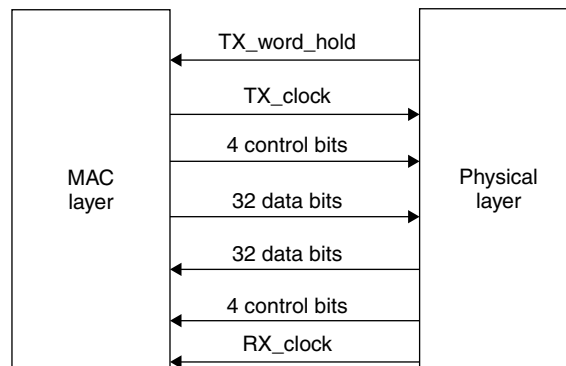 TX_word_hold
TX_clock
4 control bits
MAC
layer
Physical
layer
32 data bits
32 data bits
4 control bits
RX_clock